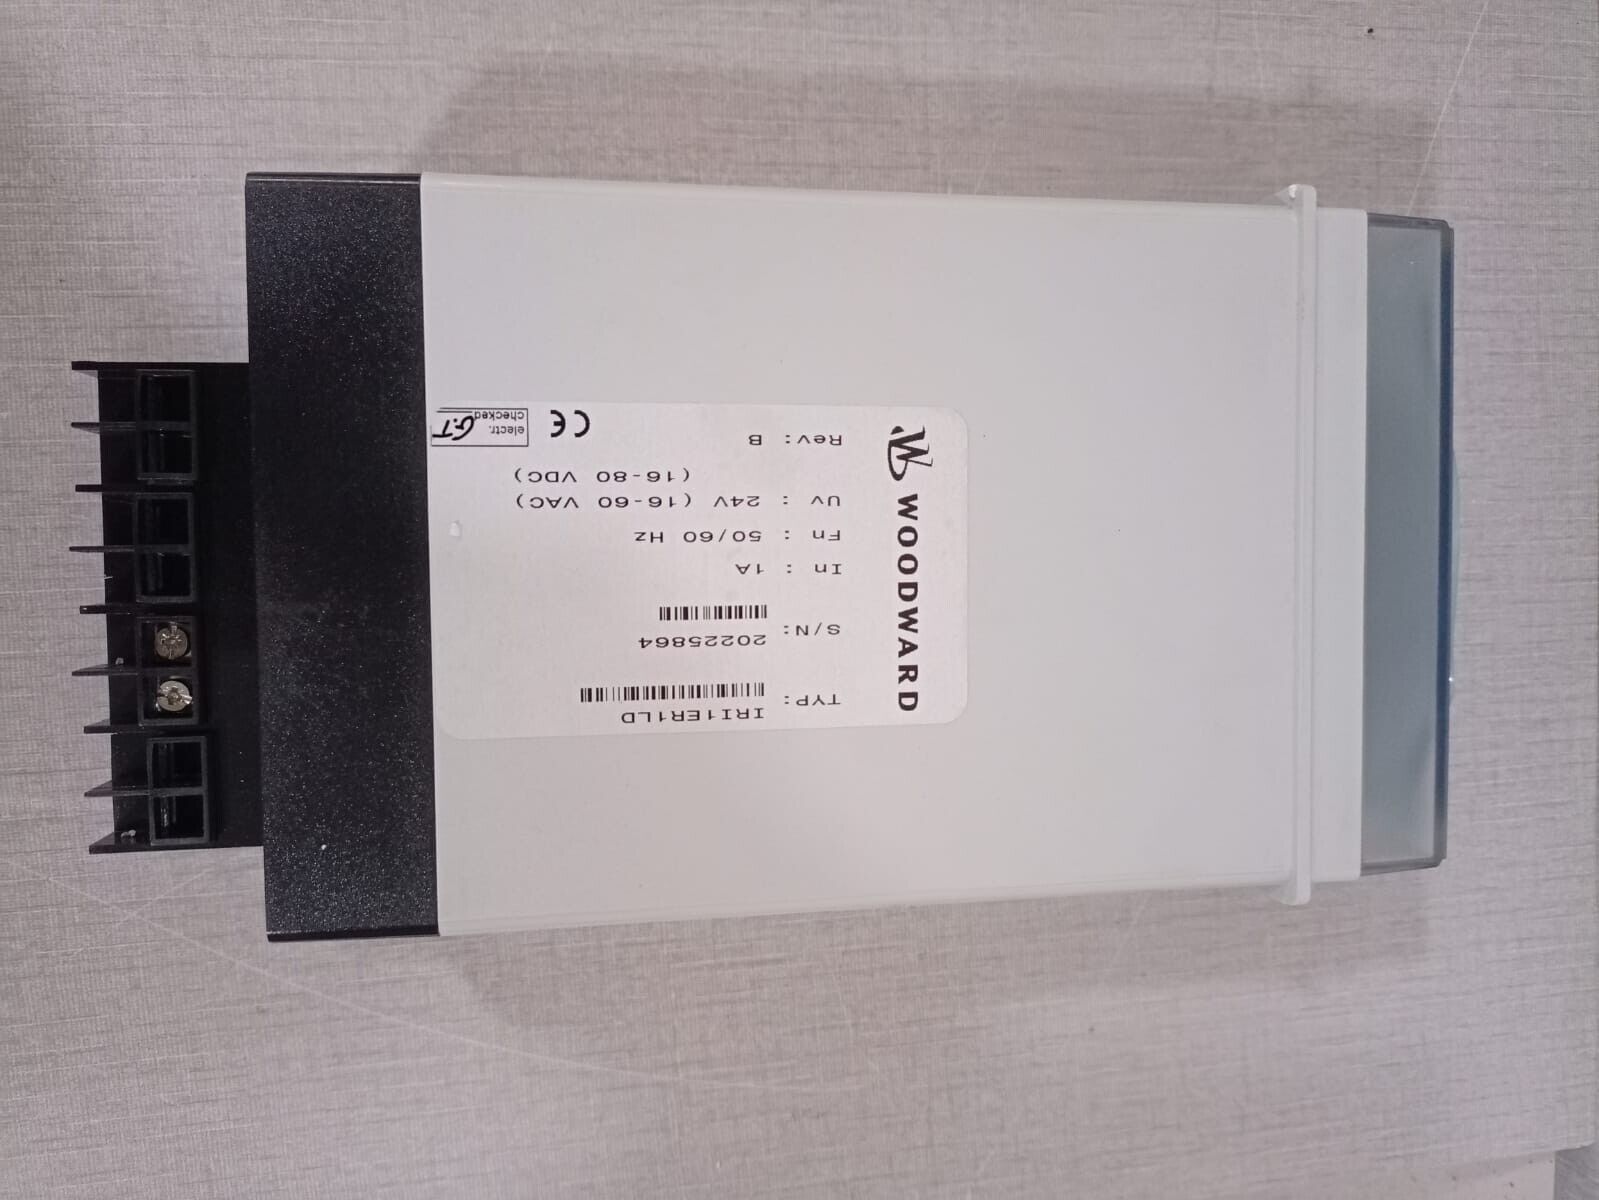 WOODWARD
TYP: IRI1ER1LD
S/N: 20225864
In : 1A
Fn : 50/60 Hz
Uv : 24V (16-60 VAC)
(16-80 VDC)
Rev: B
CE
electr.
checked
G.T